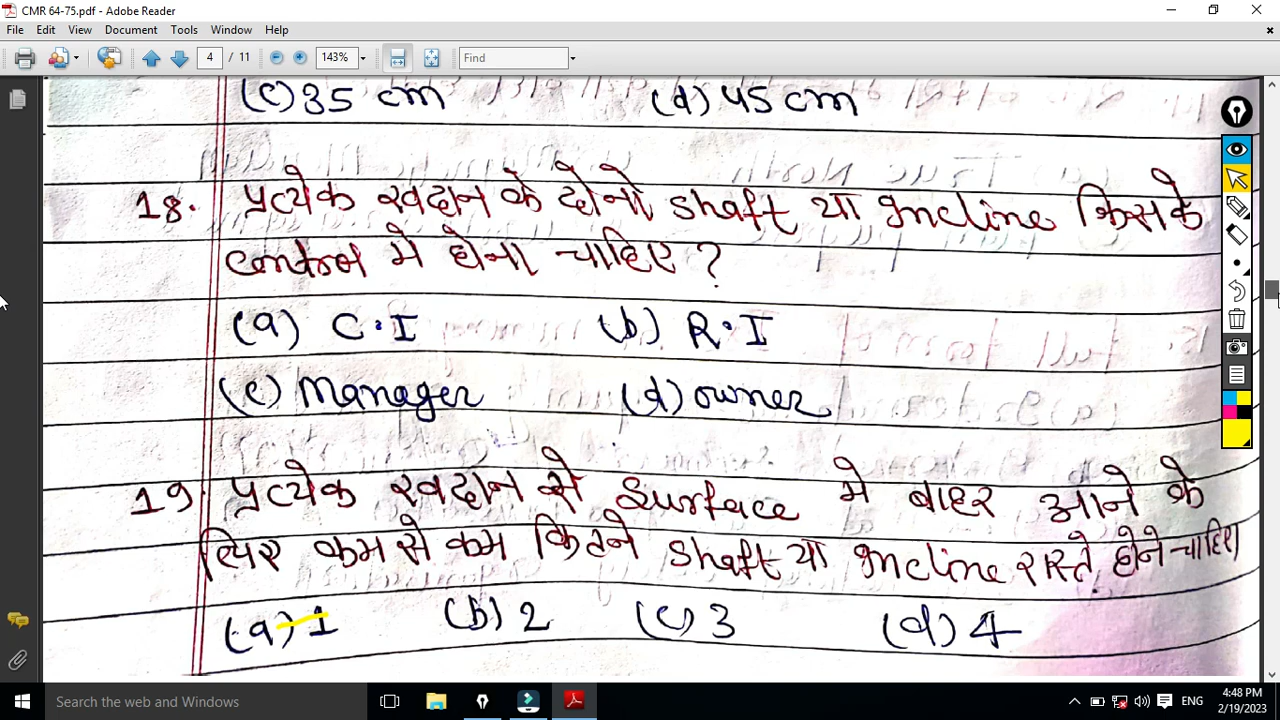 CMR 64-75.pdf - Adobe Reader
File Edit View Document Tools Window Help
4 / 11 143% Find
(c) 35 cm (d) 45 cm
18. प्रत्येक खदान के दोनो shaft या Incline किसके
control मे होना चाहिए ?
(a) C.I (b) R.I
(c) Manager (d) owner
19. प्रत्येक खदान से Surface मे बाहर आने के
लिए कम से कम कितने shaft या Incline रास्ते होने चाहिए
(a) 1 (b) 2 (c) 3 (d) 4
Search the web and Windows
ENG
4:48 PM
2/19/2023